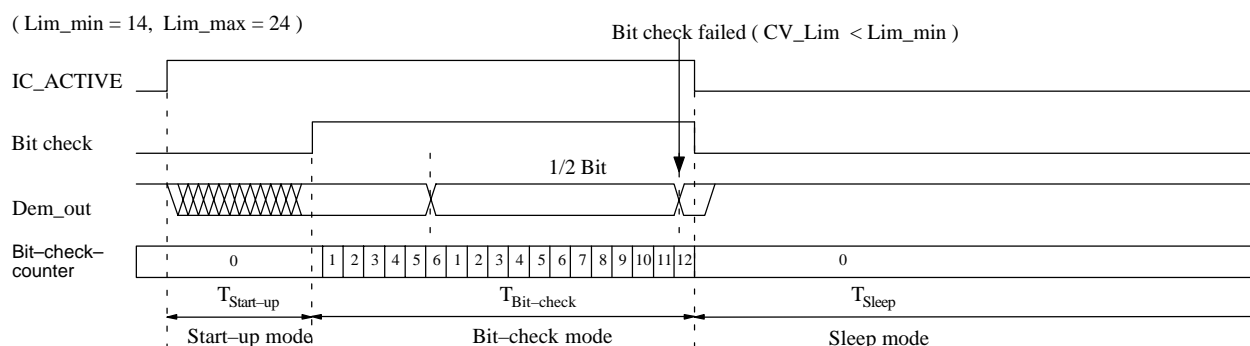 ( Lim_min = 14, Lim_max = 24 )
Bit check failed ( CV_Lim < Lim_min )
IC_ACTIVE
Bit check
1/2 Bit
Dem_out
Bit–check–
counter
0 1 2 3 4 5 6 1 2 3 4 5 6 7 8 9 10 11 12 0
TStart–up TBit–check TSleep
Start–up mode Bit–check mode Sleep mode